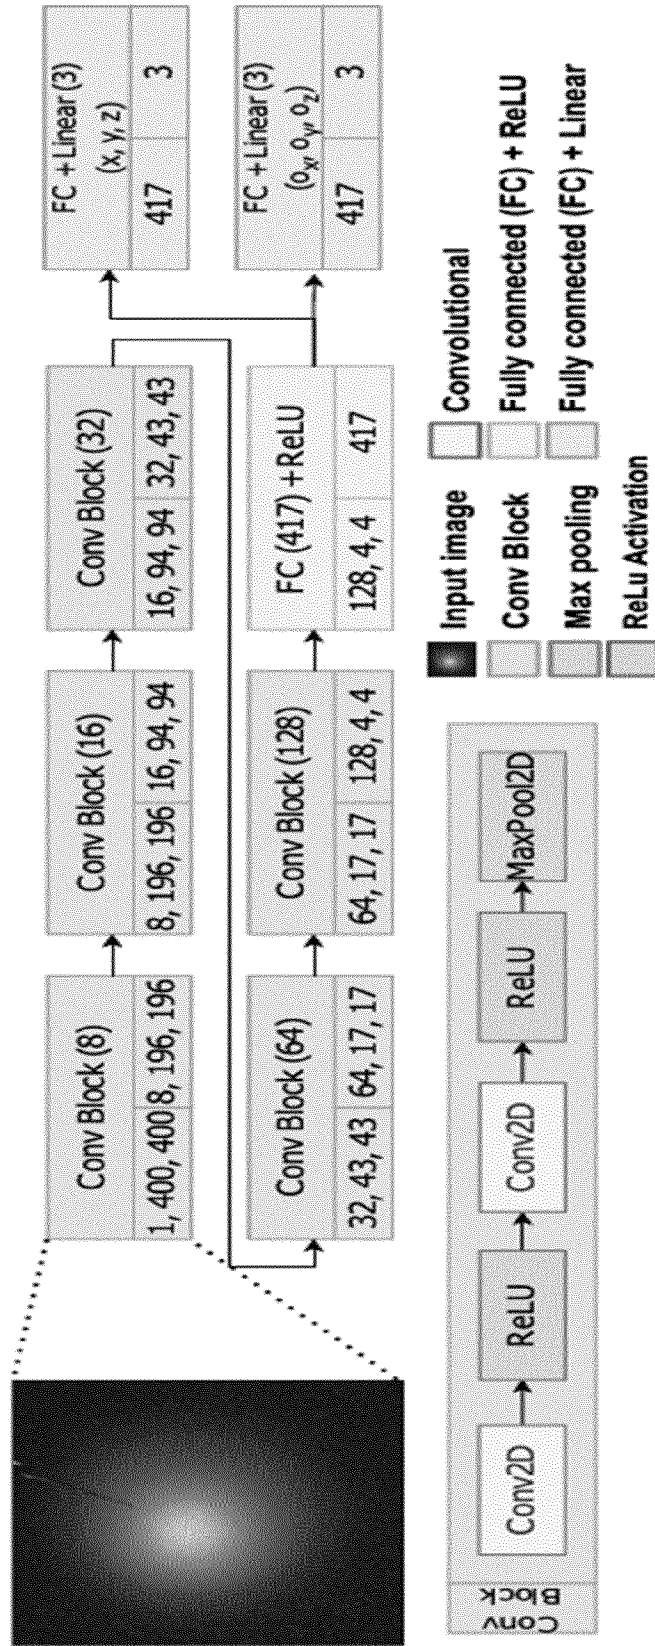 Conv Block (8)
1, 400, 400
8, 196, 196
Conv Block (16)
8, 196, 196
16, 94, 94
Conv Block (32)
16, 94, 94
32, 43, 43
FC + Linear (3)
(x, y, z)
417
3
Conv Block (64)
32, 43, 43
64, 17, 17
Conv Block (128)
64, 17, 17
128, 4, 4
FC (417) + ReLU
128, 4, 4
417
FC + Linear (3)
(oₓ, oᵧ, o_z)
417
3
Conv
Block
Conv2D
ReLU
Conv2D
ReLU
MaxPool2D
Input image
Convolutional
Conv Block
Fully connected (FC) + ReLU
Max pooling
Fully connected (FC) + Linear
ReLu Activation